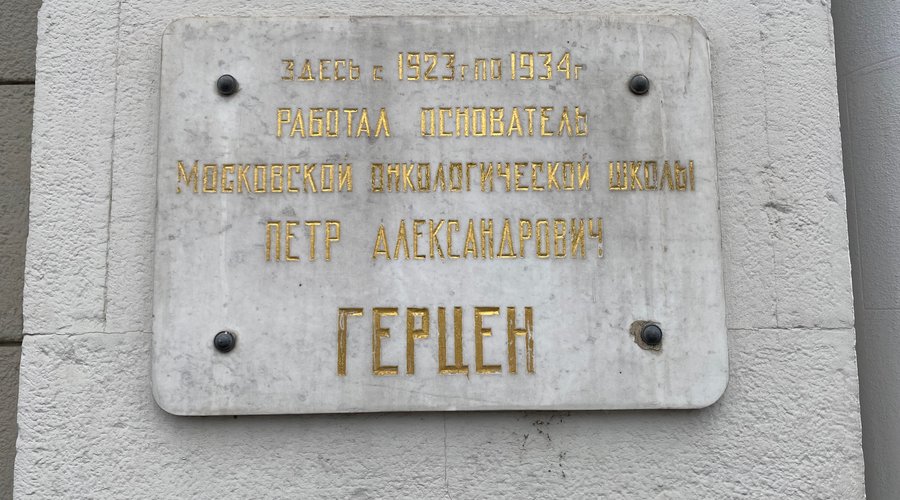 ЗДЕСЬ с 1923г ПО 1934г
РАБОТАЛ ОСНОВАТЕЛЬ
МОСКОВСКОЙ ОНКОЛОГИЧЕСКОЙ ШКОЛЫ
ПЕТР АЛЕКСАНДРОВИЧ
ГЕРЦЕН